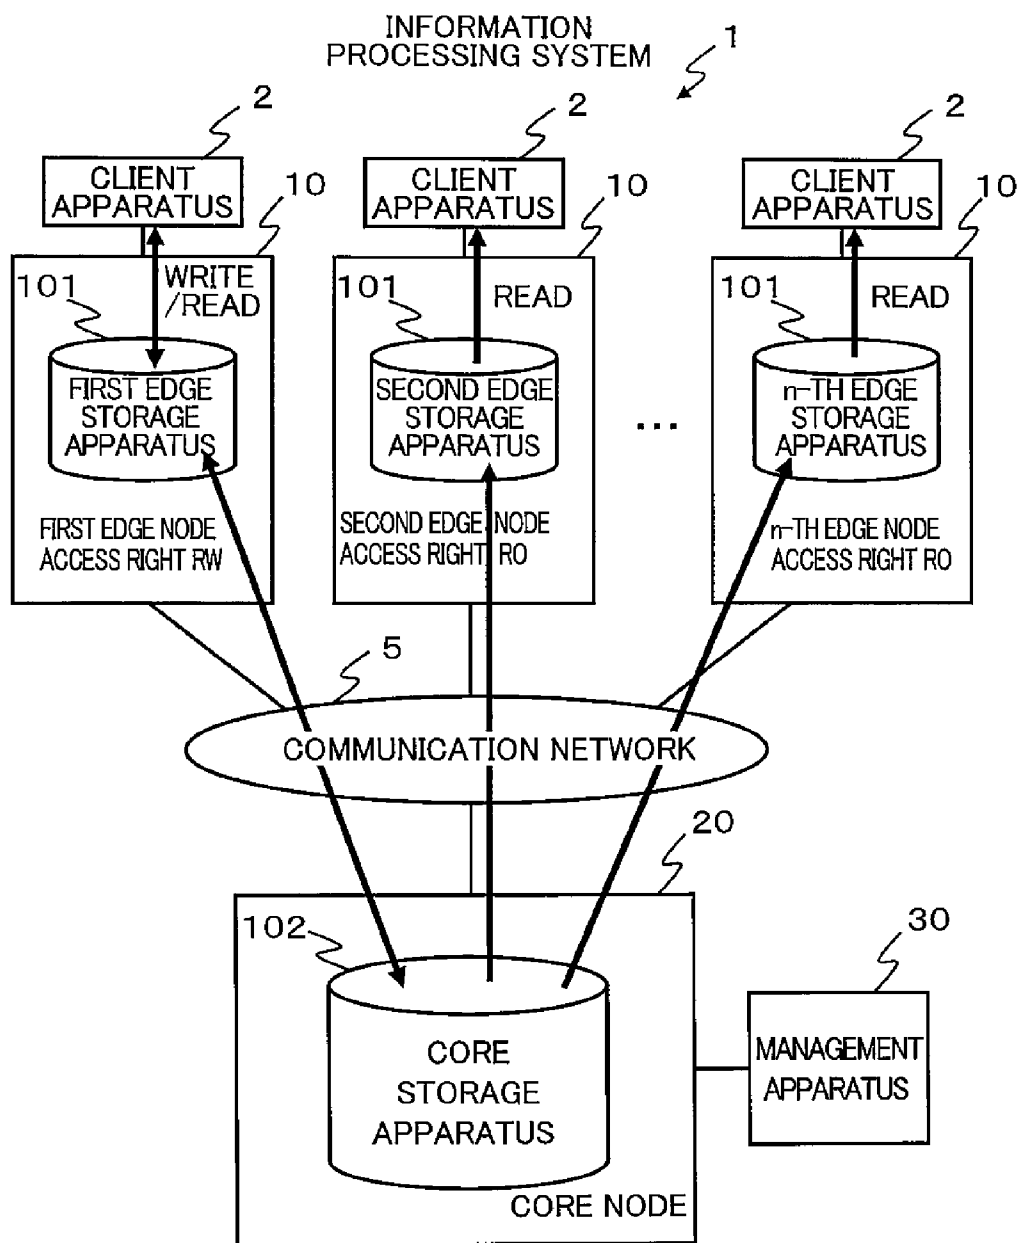 INFORMATION
PROCESSING SYSTEM
1
2
2
2
CLIENT
APPARATUS
10
CLIENT
APPARATUS
10
CLIENT
APPARATUS
10
101
WRITE
/READ
101
READ
101
READ
FIRST EDGE
STORAGE
APPARATUS
SECOND EDGE
STORAGE
APPARATUS
...
n-TH EDGE
STORAGE
APPARATUS
FIRST EDGE NODE
ACCESS RIGHT RW
SECOND EDGE NODE
ACCESS RIGHT RO
n-TH EDGE NODE
ACCESS RIGHT RO
5
COMMUNICATION NETWORK
20
102
30
CORE
STORAGE
APPARATUS
MANAGEMENT
APPARATUS
CORE NODE